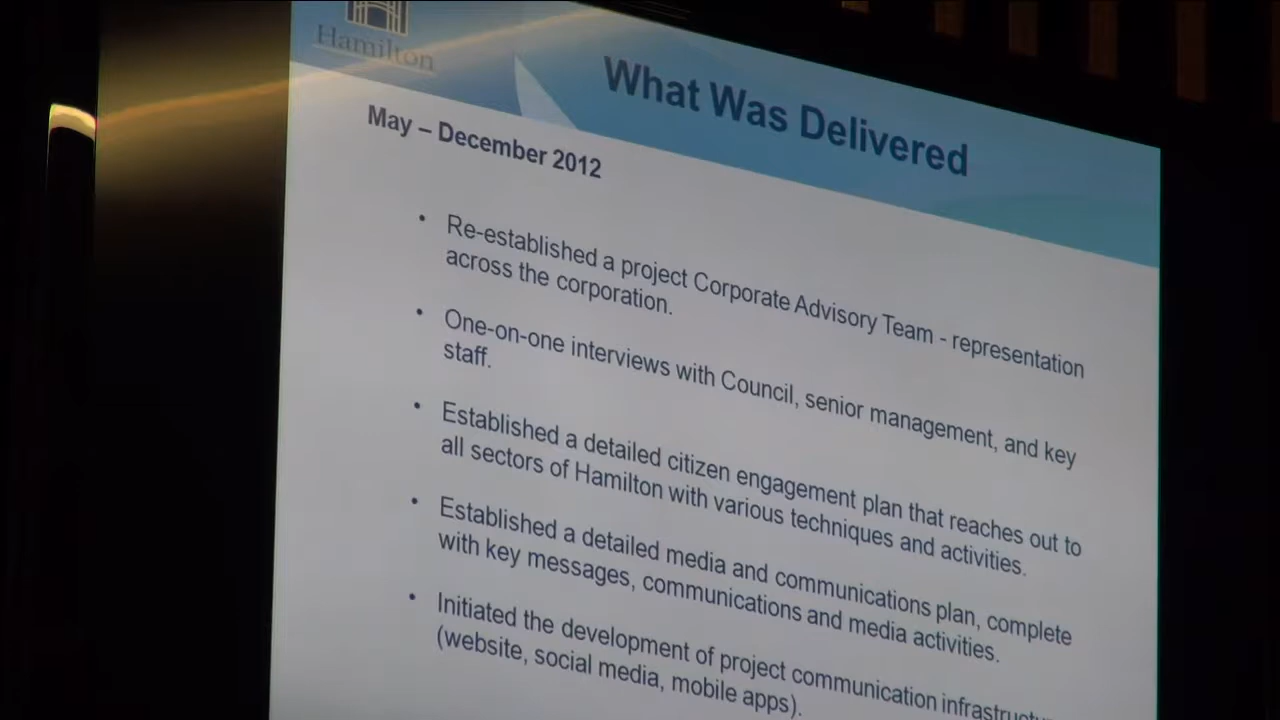 Hamilton
What Was Delivered
May – December 2012
• Re-established a project Corporate Advisory Team - representation
across the corporation.
• One-on-one interviews with Council, senior management, and key
staff.
• Established a detailed citizen engagement plan that reaches out to
all sectors of Hamilton with various techniques and activities.
• Established a detailed media and communications plan, complete
with key messages, communications and media activities.
• Initiated the development of project communication
(website, social media, mobile apps).